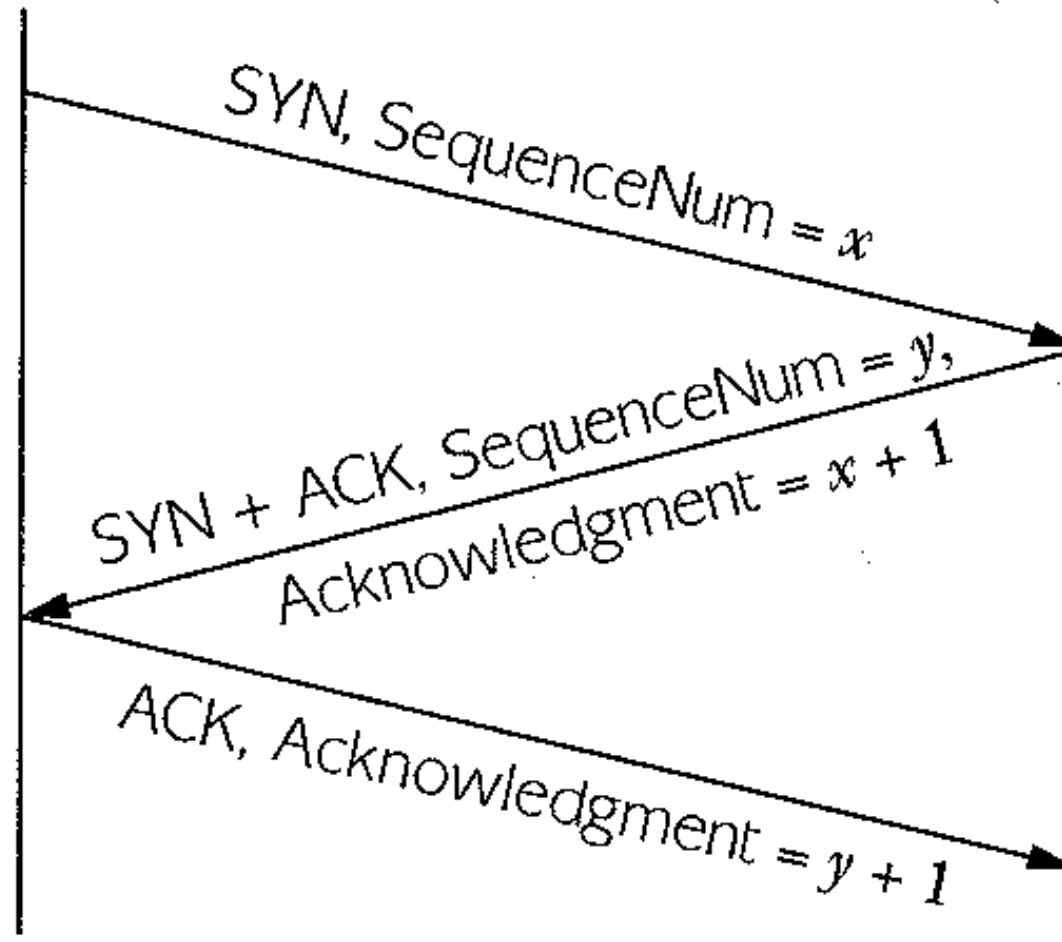 SYN, SequenceNum = x
SYN + ACK, SequenceNum = y,
Acknowledgment = x + 1
ACK, Acknowledgment = y + 1